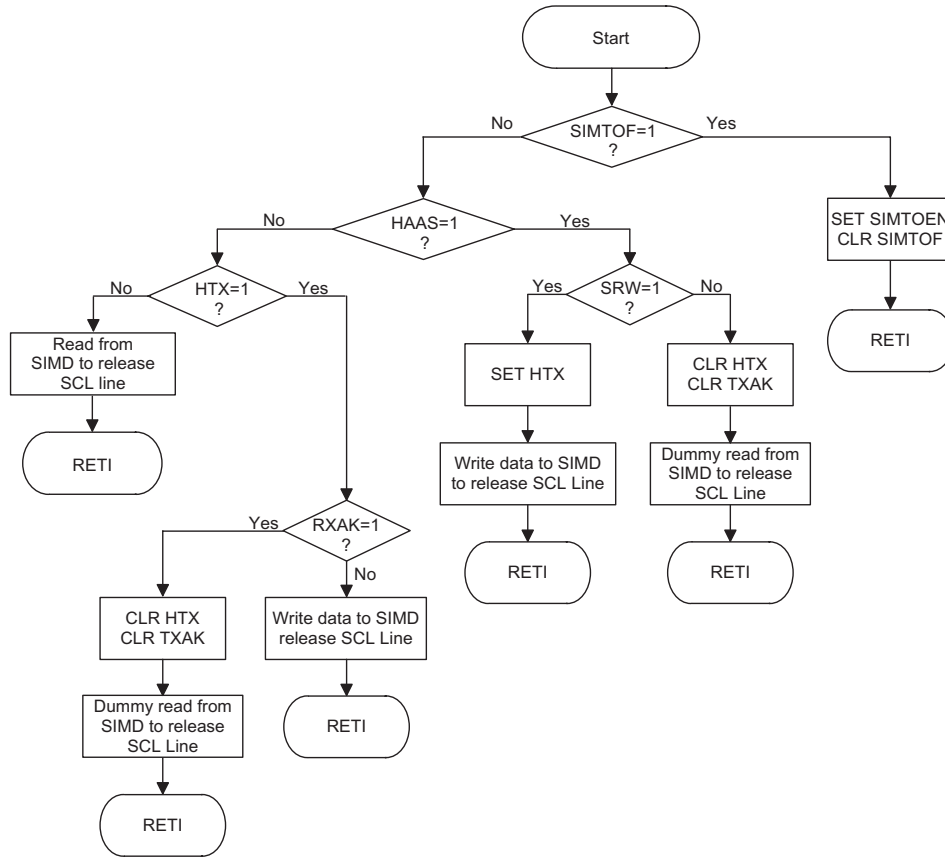 Start
SIMTOF=1
?
No
Yes
SET SIMTOEN
CLR SIMTOF
RETI
HAAS=1
?
No
Yes
HTX=1
?
No
Yes
SRW=1
?
Yes
No
Read from
SIMD to release
SCL line
RETI
SET HTX
Write data to SIMD
to release SCL Line
RETI
CLR HTX
CLR TXAK
Dummy read from
SIMD to release
SCL Line
RETI
RXAK=1
?
Yes
No
CLR HTX
CLR TXAK
Dummy read from
SIMD to release
SCL Line
RETI
Write data to SIMD
release SCL Line
RETI